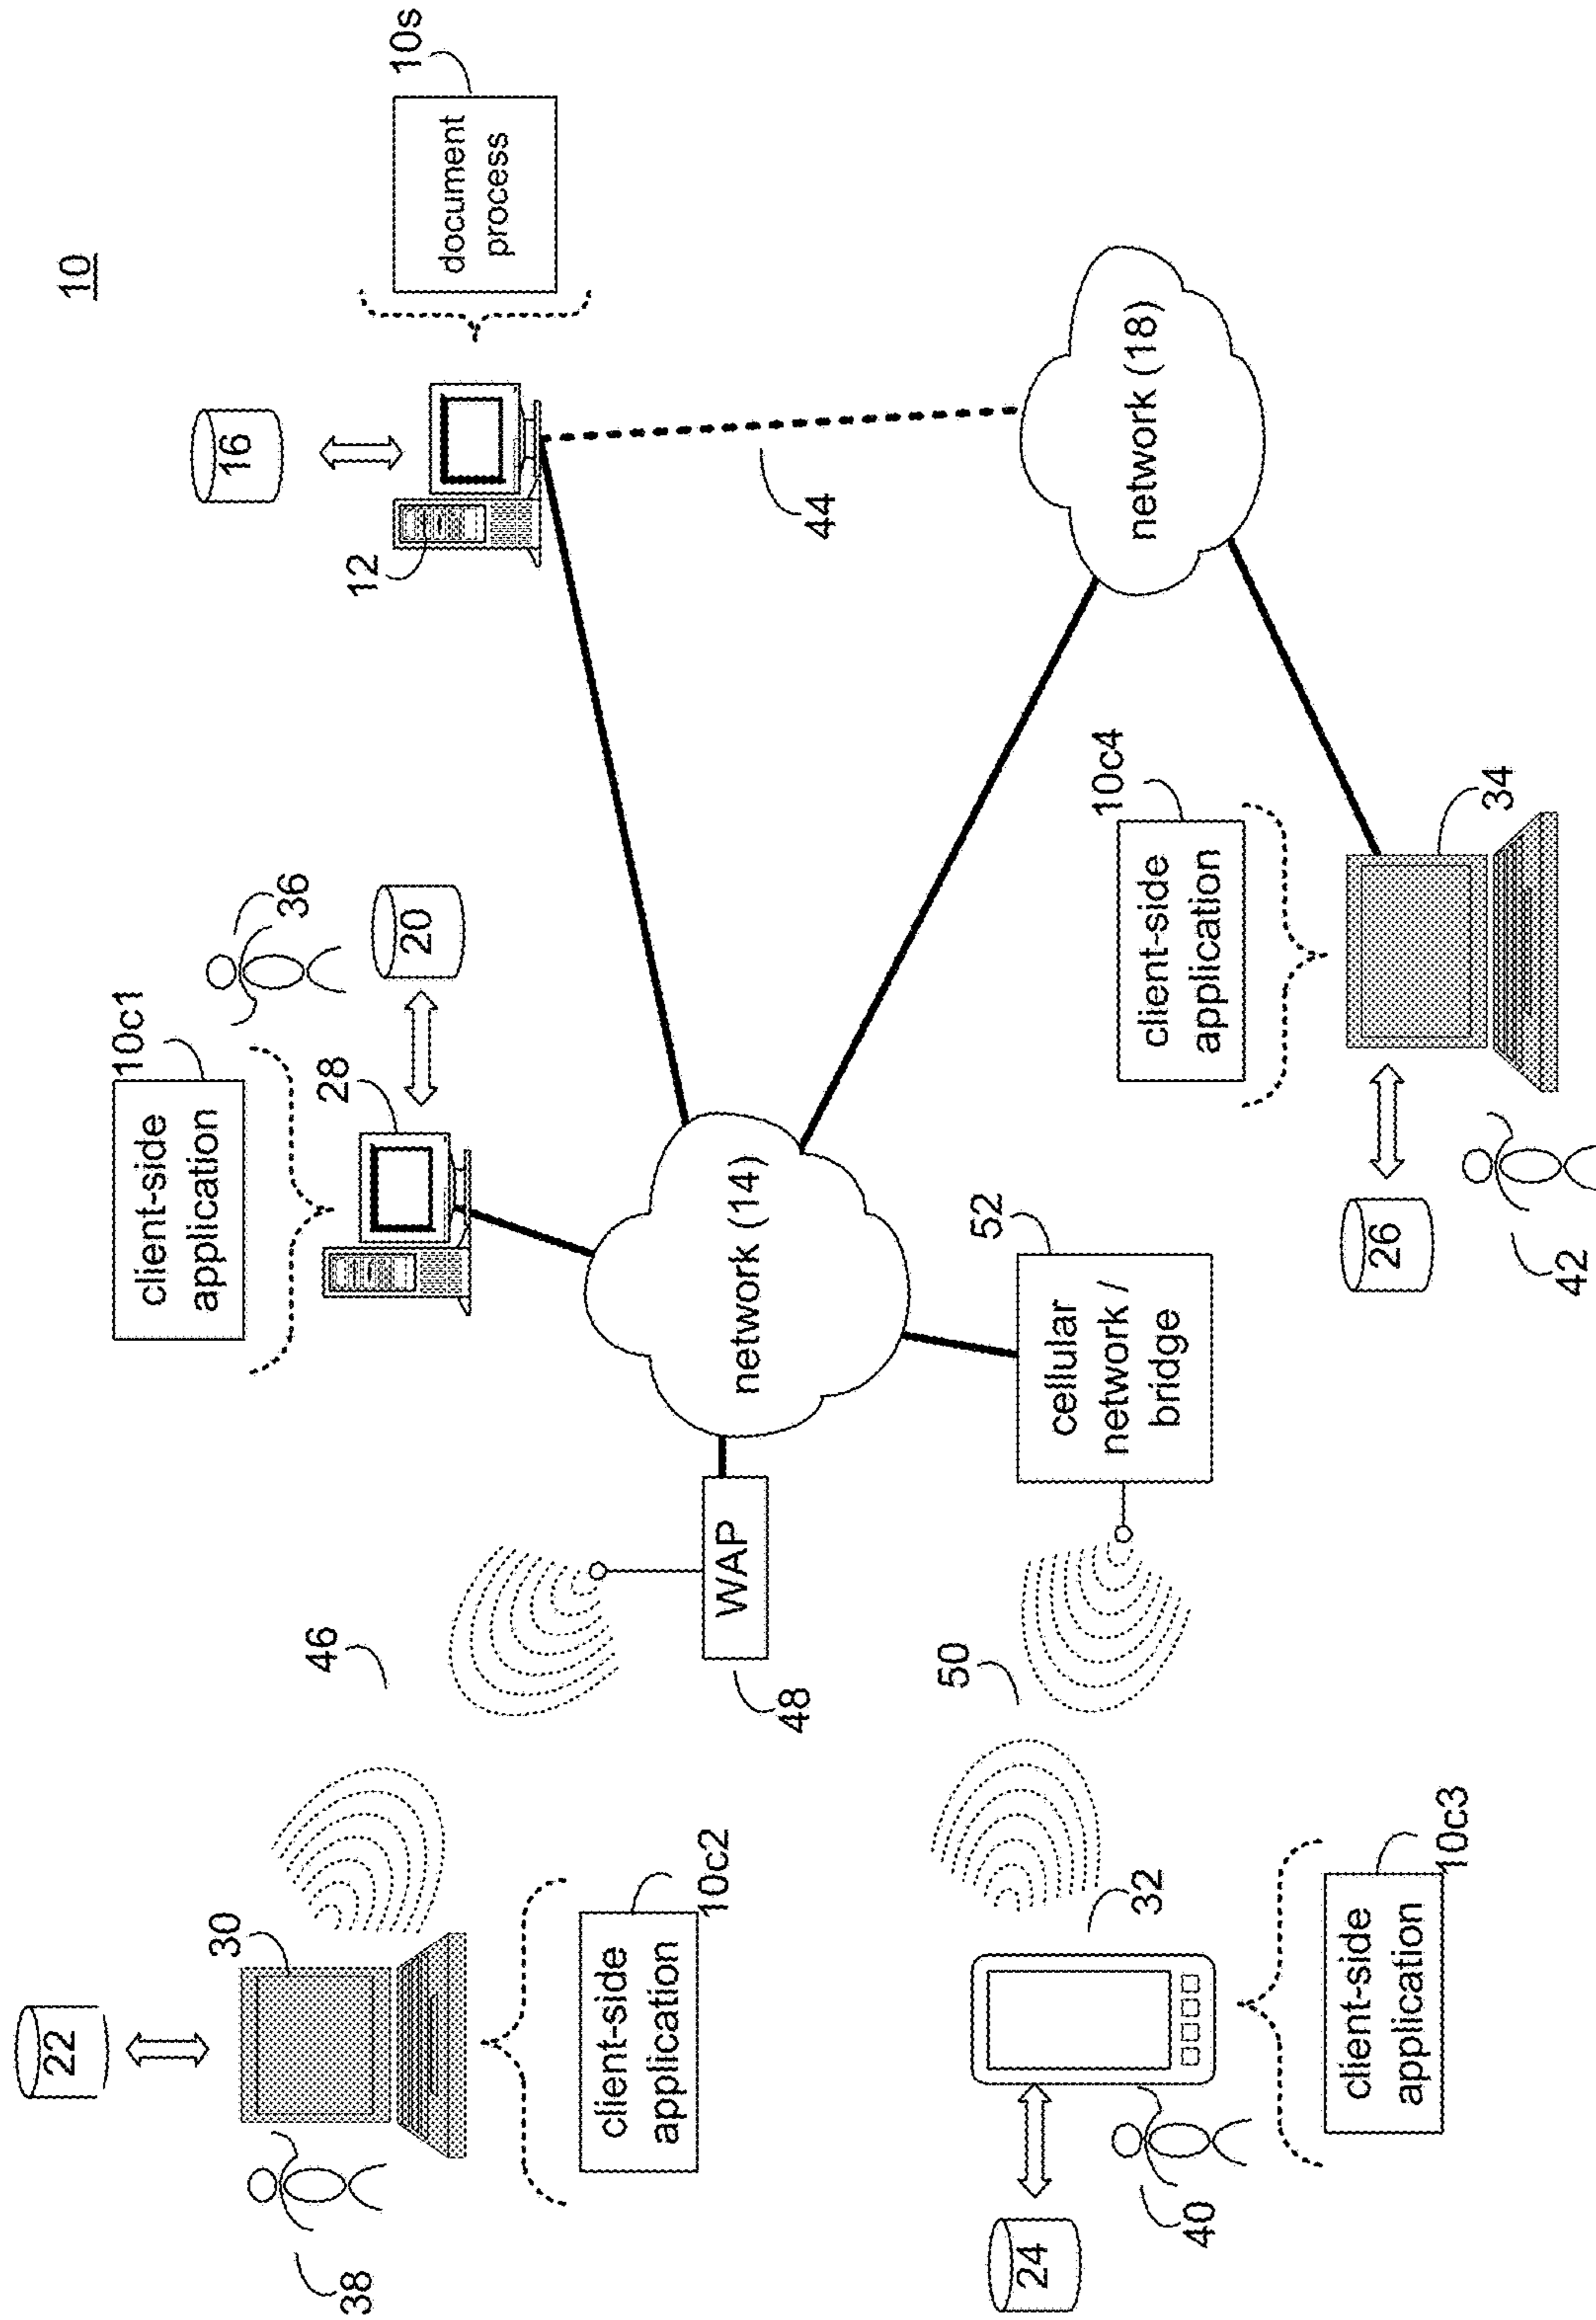 10
22
30
38
client-side
application
10c2
46
WAP
48
client-side
application
10c1
28
36
20
16
12
document
process
10s
network (14)
44
network (18)
24
32
40
client-side
application
10c3
50
cellular
network /
bridge
52
client-side
application
10c4
34
26
42